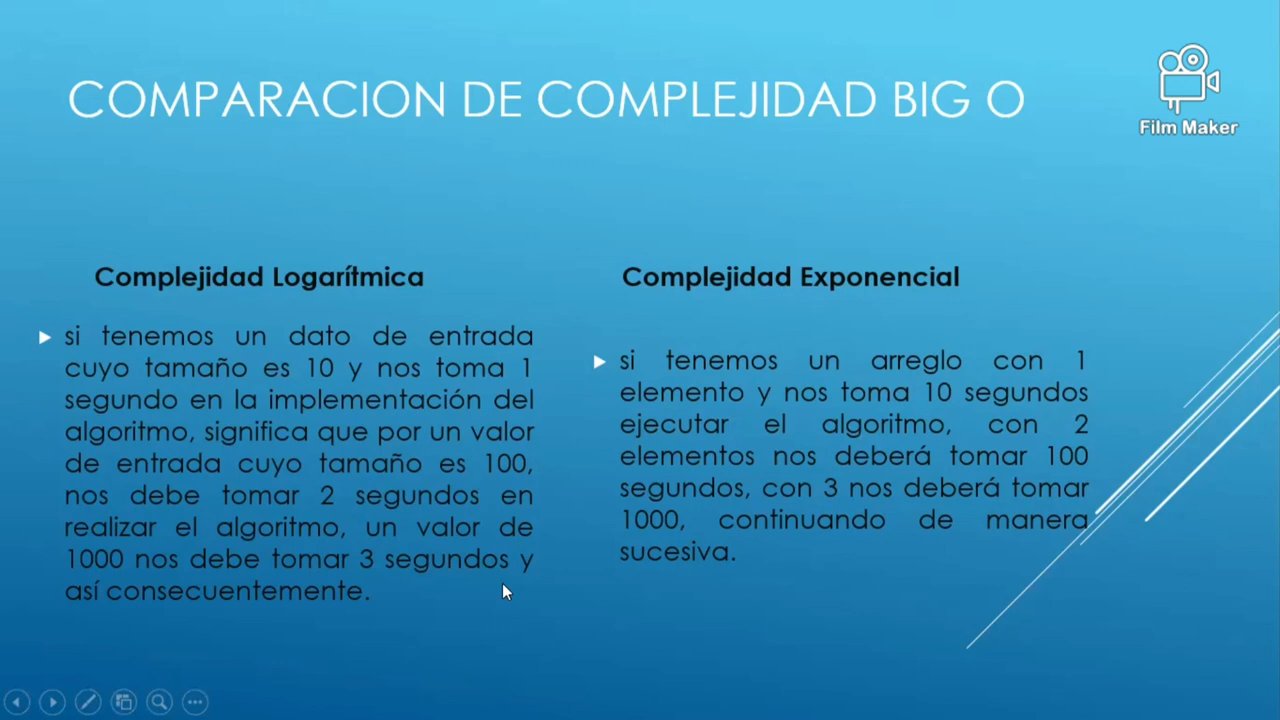 COMPARACION DE COMPLEJIDAD BIG O
Film Maker
Complejidad Logarítmica
si tenemos un dato de entrada
cuyo tamaño es 10 y nos toma 1
segundo en la implementación del
algoritmo, significa que por un valor
de entrada cuyo tamaño es 100,
nos debe tomar 2 segundos en
realizar el algoritmo, un valor de
1000 nos debe tomar 3 segundos y
así consecuentemente.
Complejidad Exponencial
si tenemos un arreglo con 1
elemento y nos toma 10 segundos
ejecutar el algoritmo, con 2
elementos nos deberá tomar 100
segundos, con 3 nos deberá tomar
1000, continuando de manera
sucesiva.